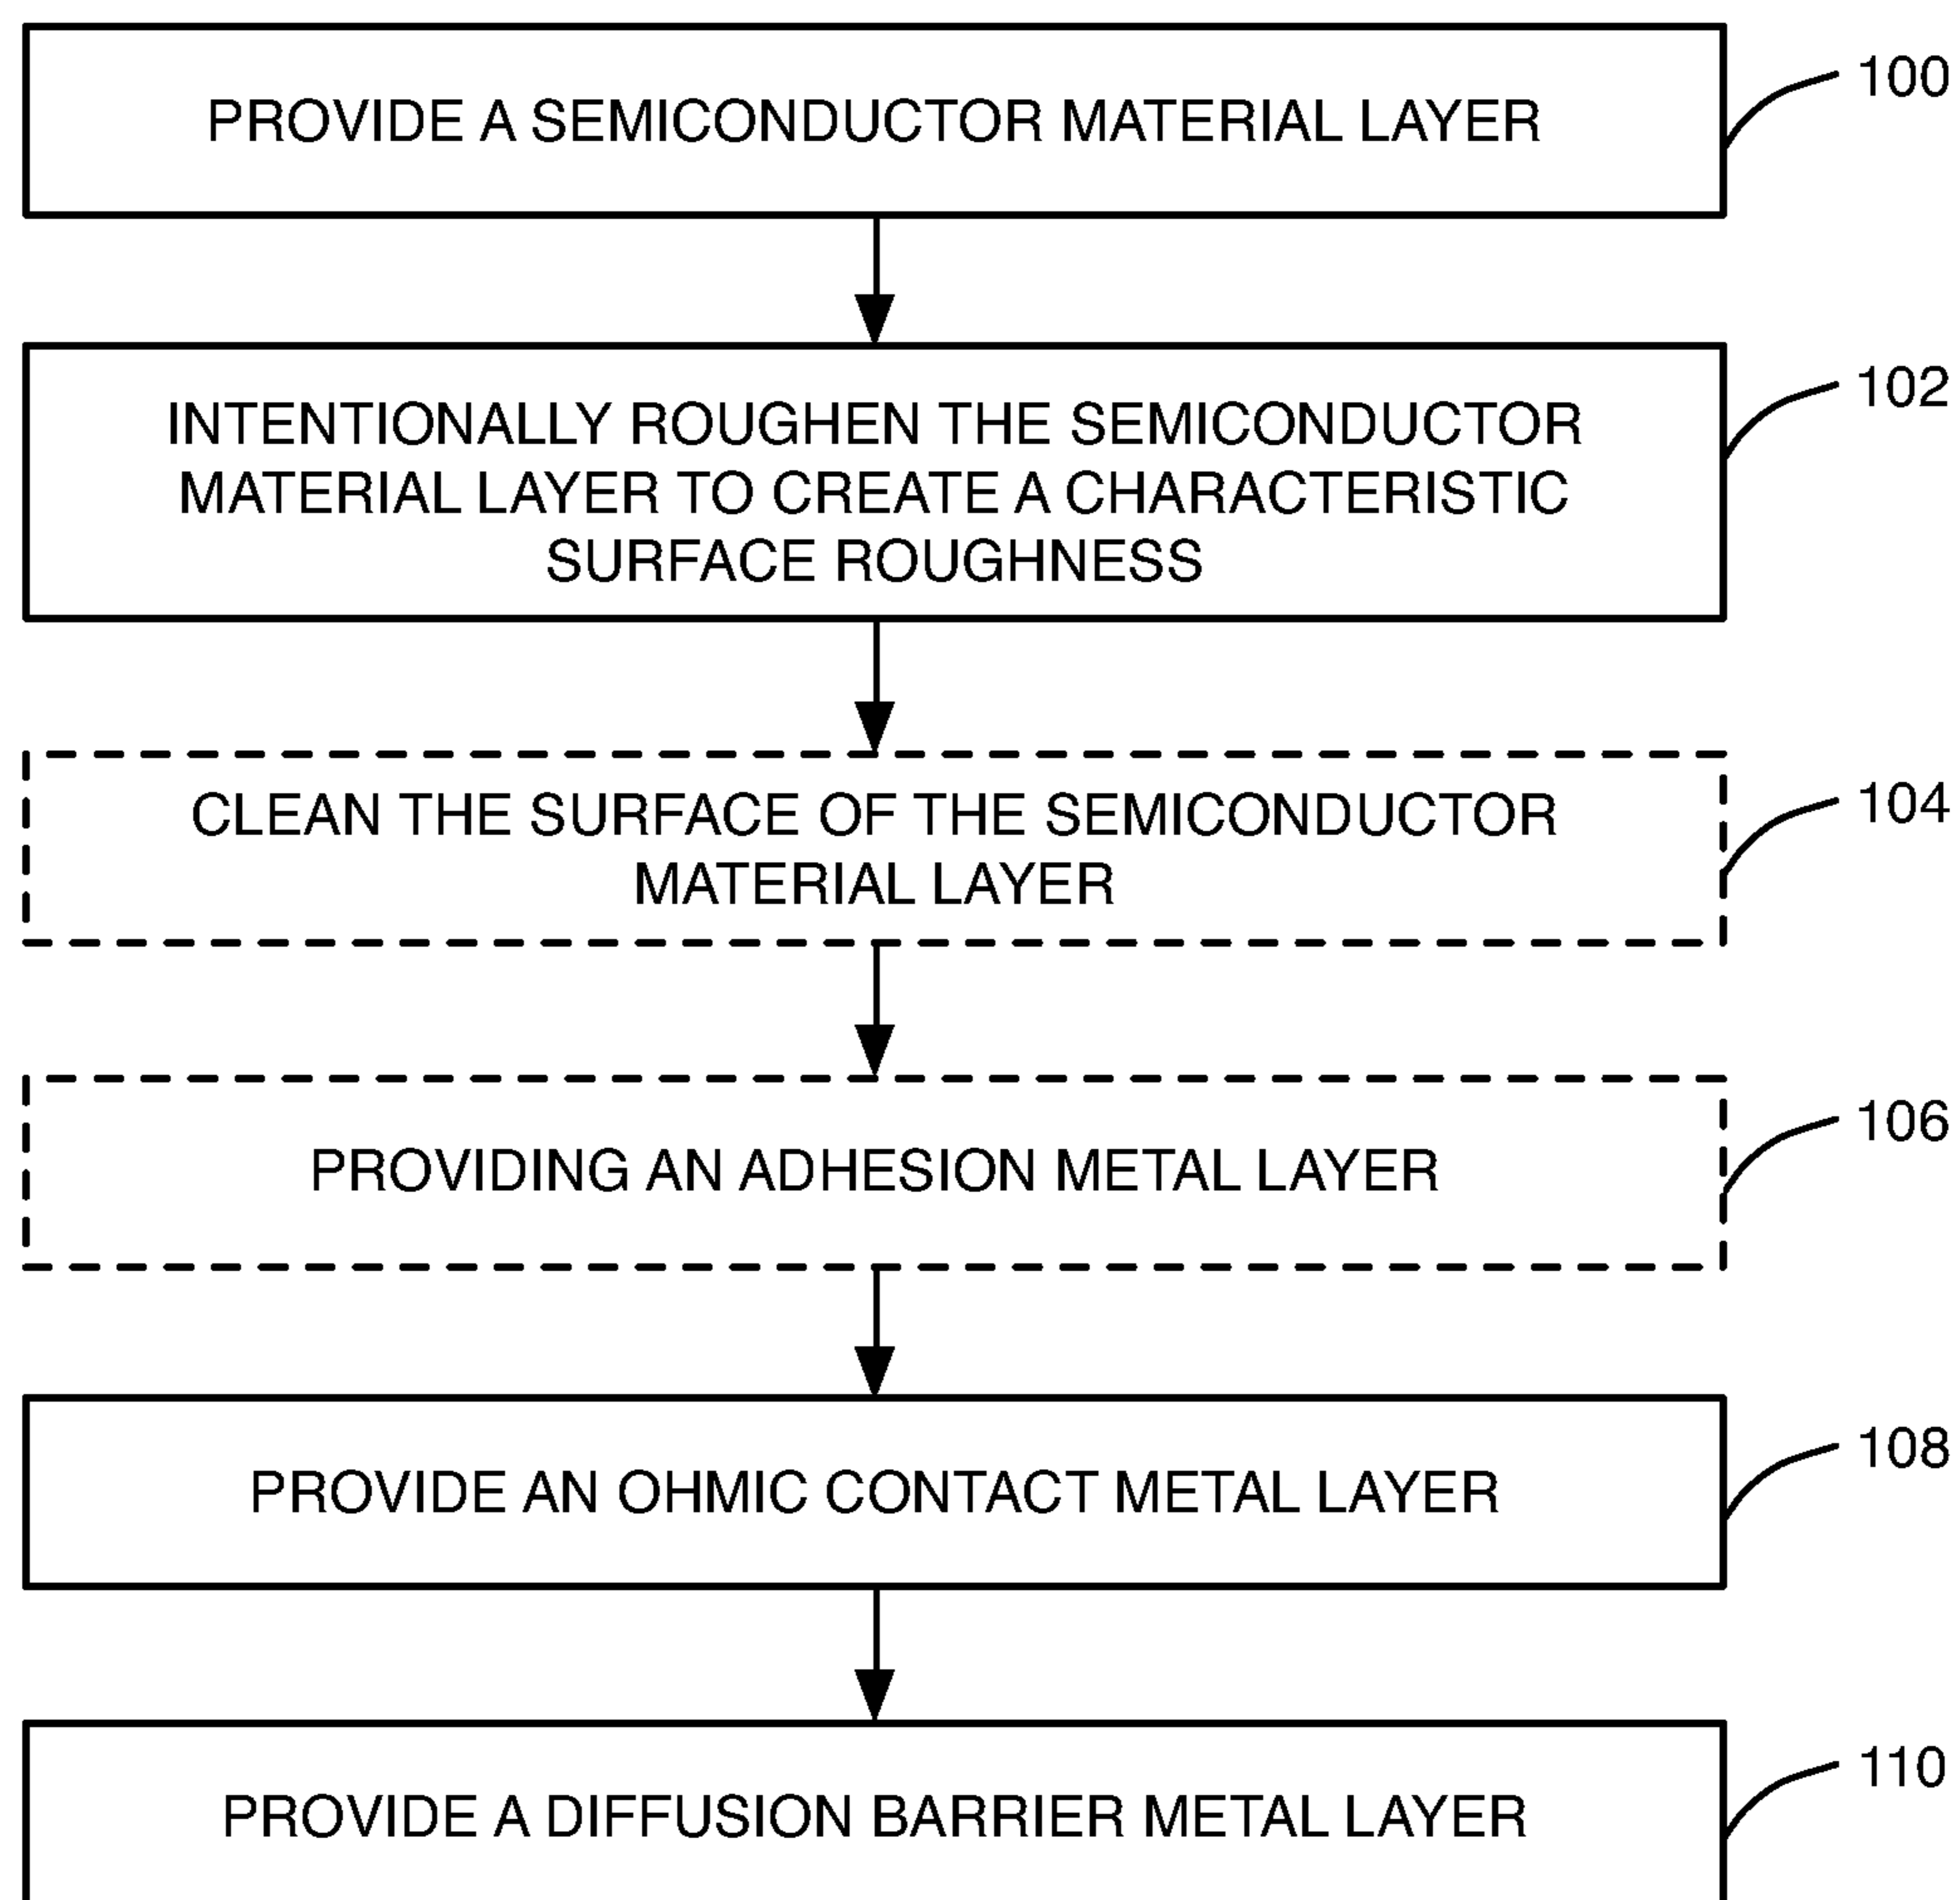 PROVIDE A SEMICONDUCTOR MATERIAL LAYER
100
INTENTIONALLY ROUGHEN THE SEMICONDUCTOR
MATERIAL LAYER TO CREATE A CHARACTERISTIC
SURFACE ROUGHNESS
102
CLEAN THE SURFACE OF THE SEMICONDUCTOR
MATERIAL LAYER
104
PROVIDING AN ADHESION METAL LAYER
106
PROVIDE AN OHMIC CONTACT METAL LAYER
108
PROVIDE A DIFFUSION BARRIER METAL LAYER
110